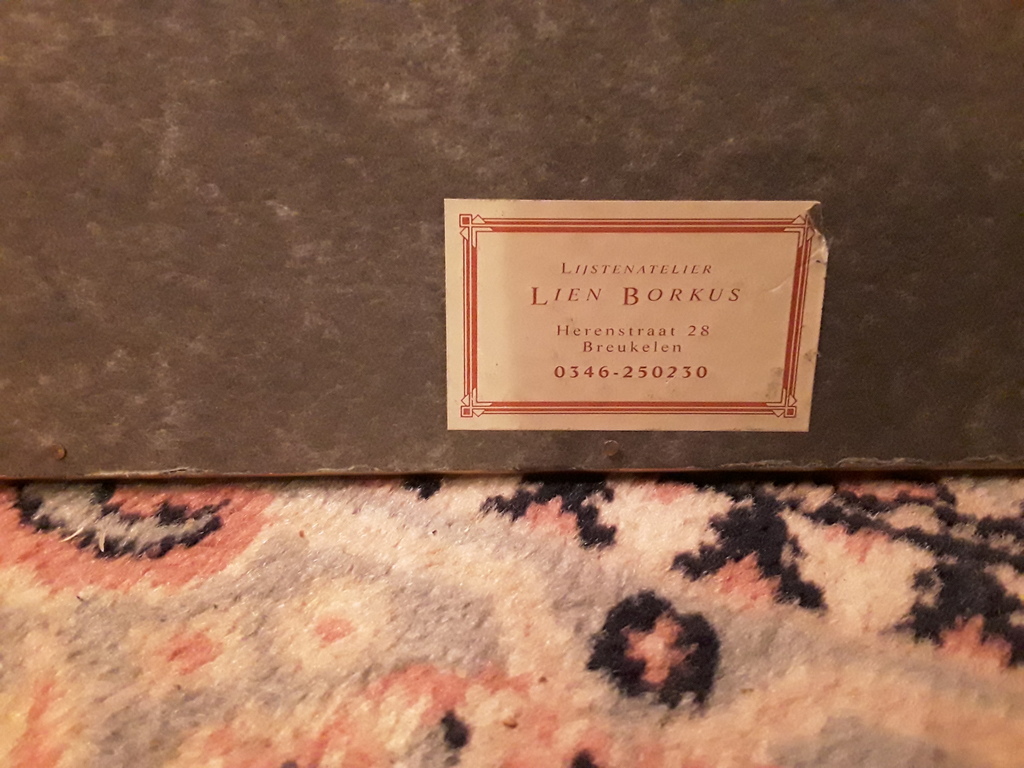 Lijstenatelier
Lien Borkus
Herenstraat 28
Breukelen
0346-250230